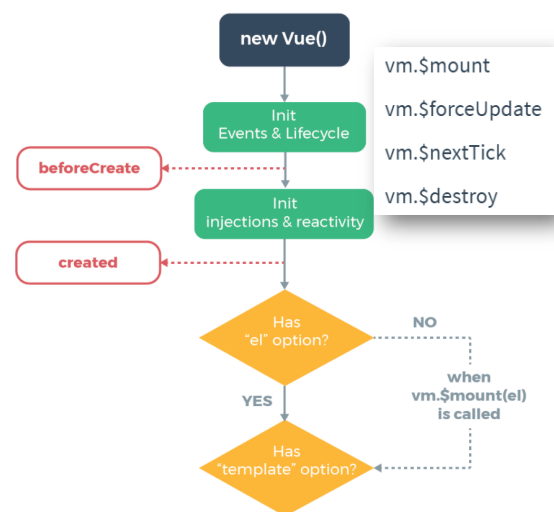 new Vue()
vm.$mount
vm.$forceUpdate
vm.$nextTick
vm.$destroy
Init
Events & Lifecycle
beforeCreate
Init
injections & reactivity
created
Has
"el" option?
NO
when
vm.$mount(el)
is called
YES
Has
"template" option?